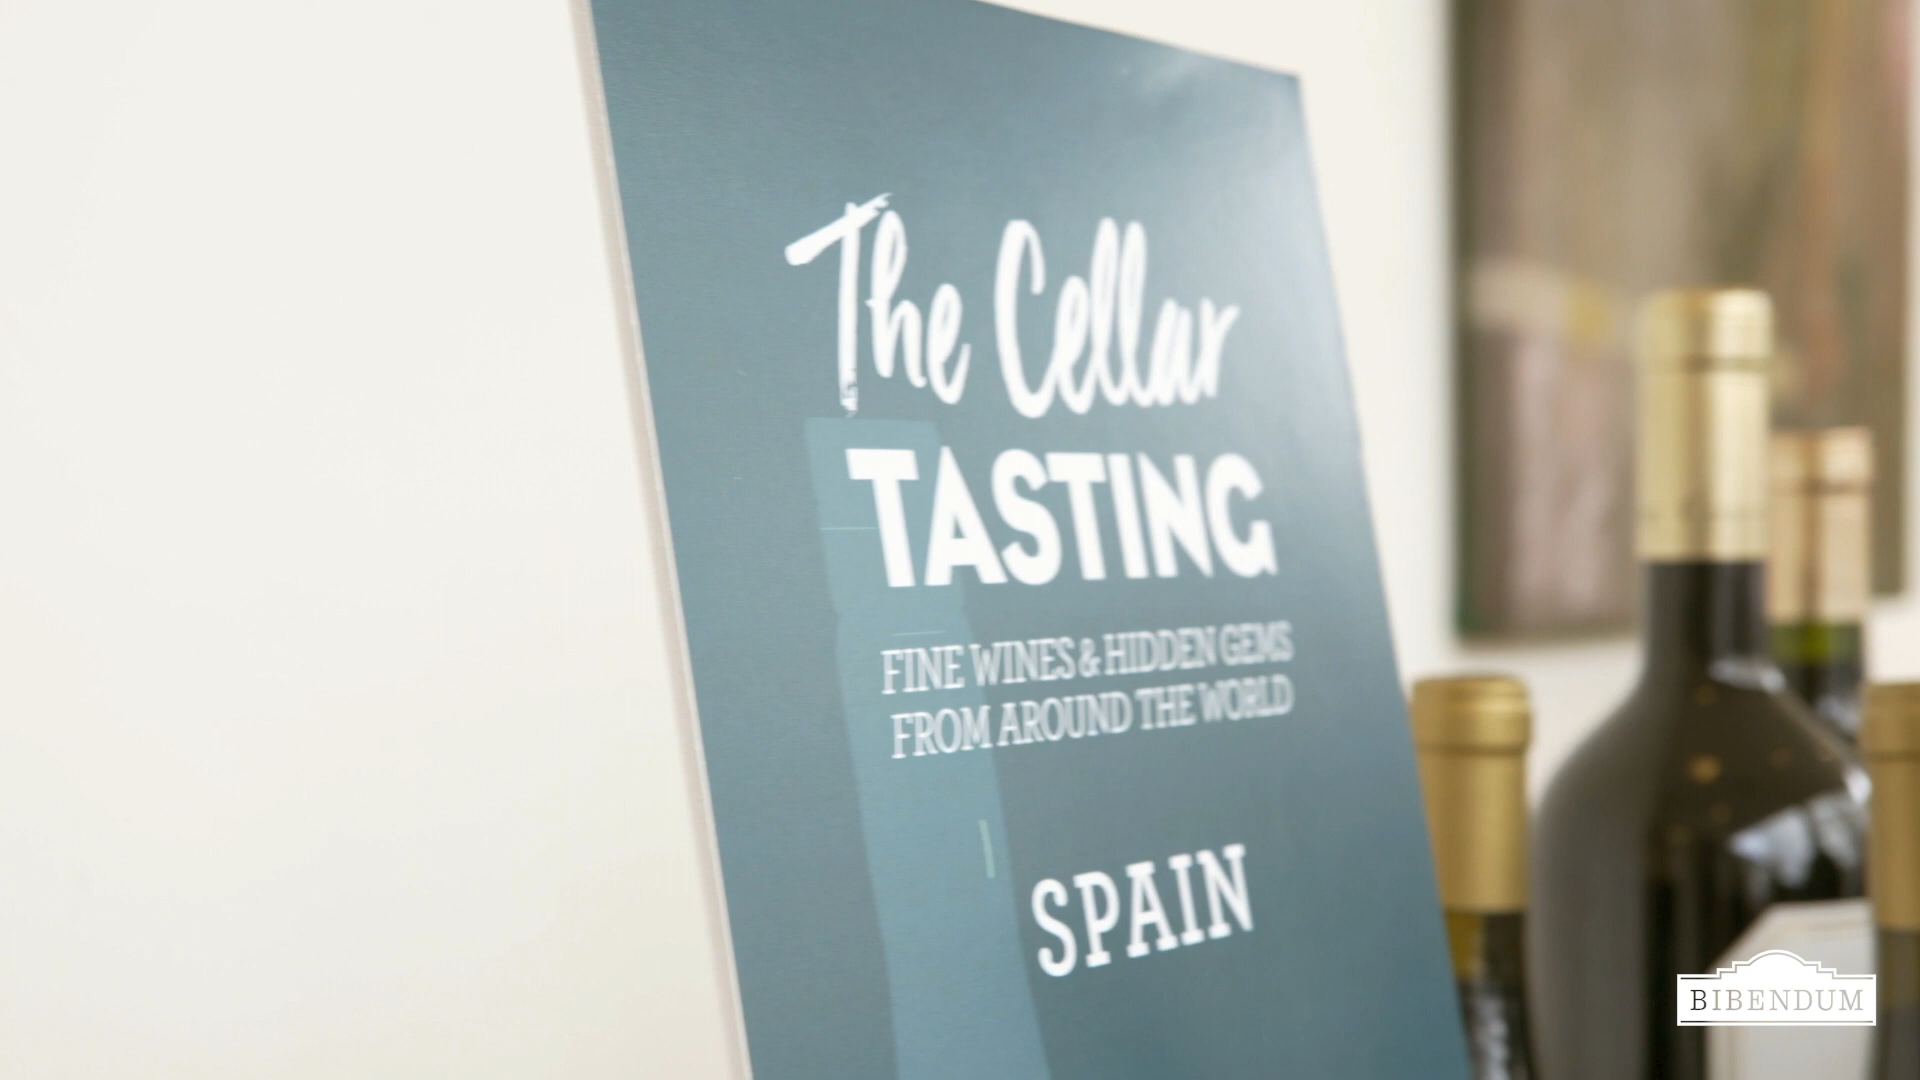 The Cellar
TASTING
FINE WINES & HIDDEN GEMS
FROM AROUND THE WORLD
SPAIN
BIBENDUM